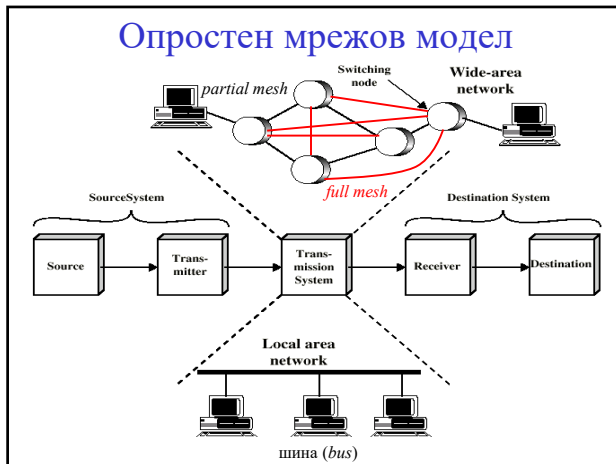 Опростен мрежов модел
partial mesh
Switching
node
Wide-area
network
full mesh
SourceSystem
Destination System
Source
Trans-
mitter
Trans-
mission
System
Receiver
Destination
Local area
network
шина (bus)